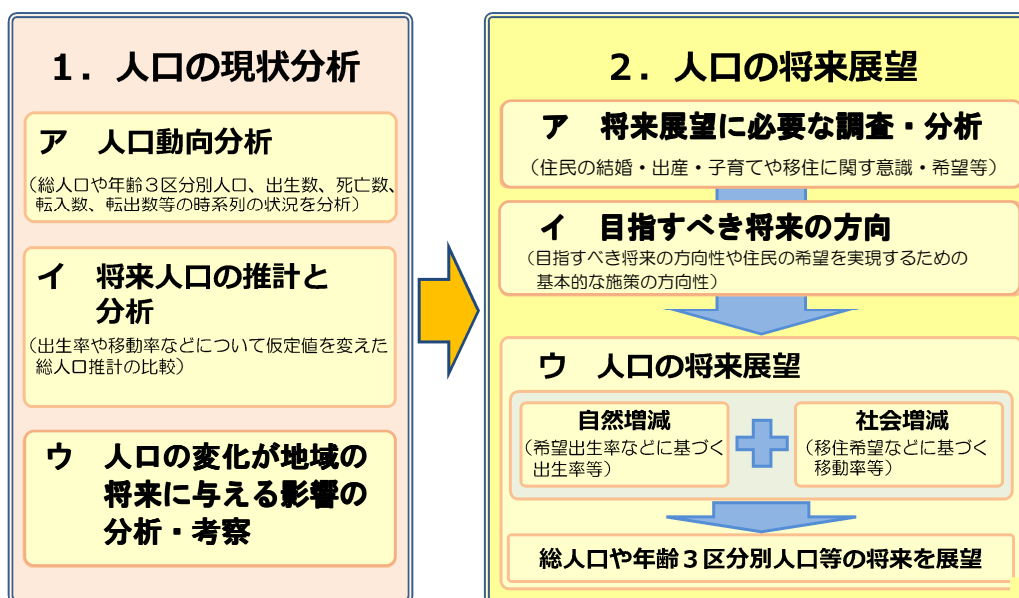 １．人口の現状分析
ア　人口動向分析
（総人口や年齢３区分別人口、出生数、死亡数、
転入数、転出数等の時系列の状況を分析）
イ　将来人口の推計と
分析
（出生率や移動率などについて仮定値を変えた
総人口推計の比較）
ウ　人口の変化が地域の
将来に与える影響の
分析・考察
２．人口の将来展望
ア　将来展望に必要な調査・分析
（住民の結婚・出産・子育てや移住に関する意識・希望等）
イ　目指すべき将来の方向
（目指すべき将来の方向性や住民の希望を実現するための
基本的な施策の方向性）
ウ　人口の将来展望
自然増減
（希望出生率などに基づく
出生率等）
社会増減
（移住希望などに基づく
移動率等）
総人口や年齢３区分別人口等の将来を展望